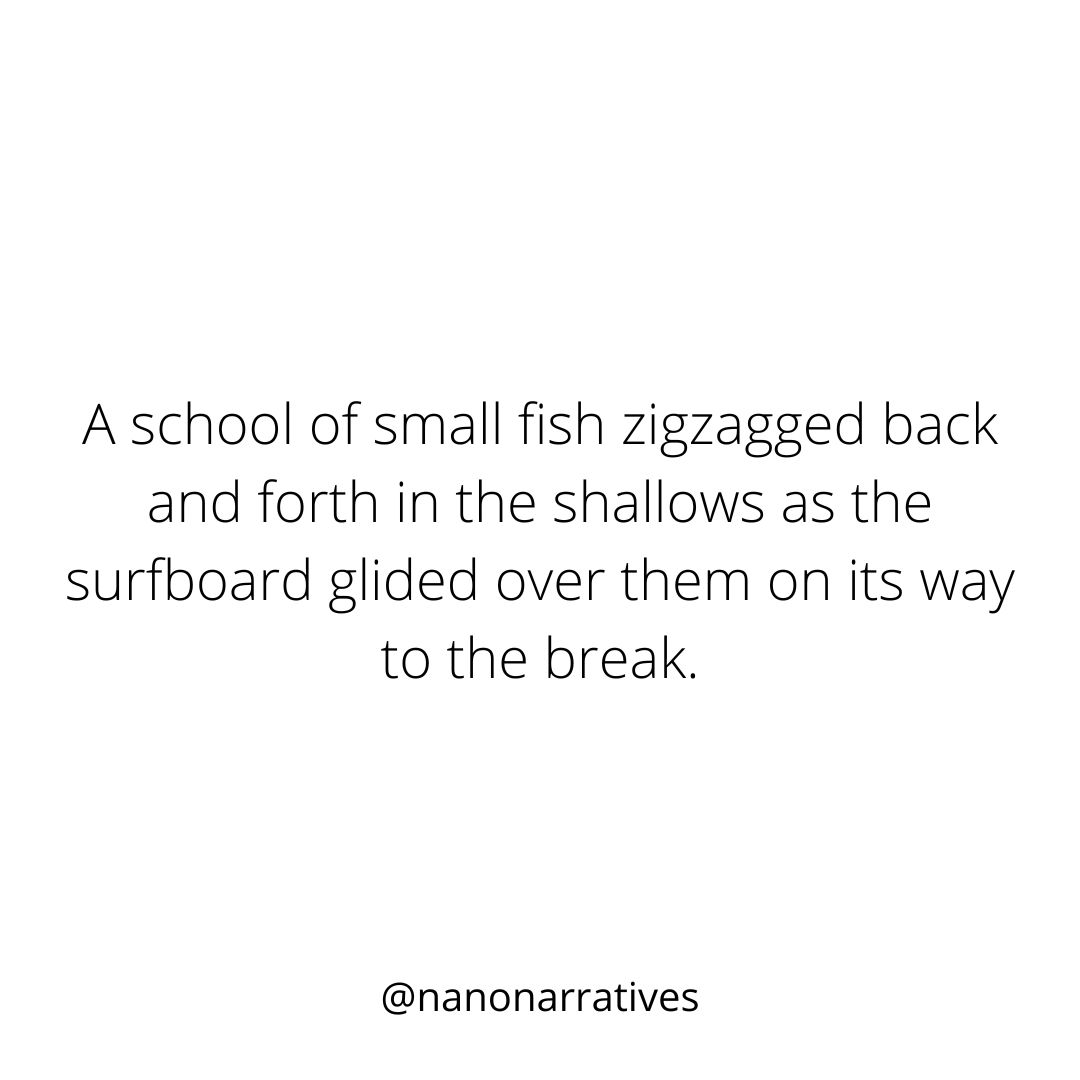 A school of small fish zigzagged back
and forth in the shallows as the
surfboard glided over them on its way
to the break.
@nanonarratives